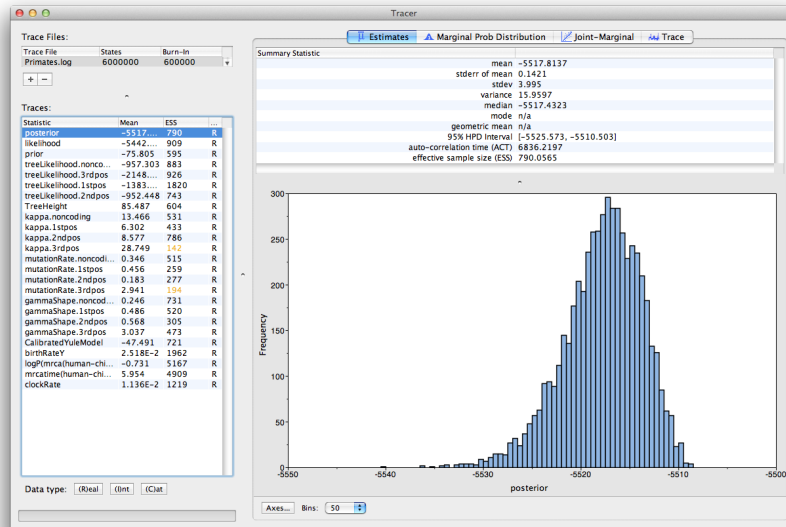 Tracer
Trace Files:
Trace File States Burn-In
Primates.log 6000000 600000
+ −
Traces:
Statistic Mean ESS ...
posterior -5517.... 790 R
likelihood -5442.... 909 R
prior -75.805 595 R
treeLikelihood.nonco... -957.303 883 R
treeLikelihood.3rdpos -2148.... 926 R
treeLikelihood.1stpos -1383.... 1820 R
treeLikelihood.2ndpos -952.448 743 R
TreeHeight 85.487 604 R
kappa.noncoding 13.466 531 R
kappa.1stpos 6.302 433 R
kappa.2ndpos 8.577 786 R
kappa.3rdpos 28.749 142 R
mutationRate.noncodi... 0.346 515 R
mutationRate.1stpos 0.456 259 R
mutationRate.2ndpos 0.183 277 R
mutationRate.3rdpos 2.941 194 R
gammaShape.noncod... 0.246 731 R
gammaShape.1stpos 0.486 520 R
gammaShape.2ndpos 0.568 305 R
gammaShape.3rdpos 3.037 473 R
CalibratedYuleModel -47.491 721 R
birthRateY 2.518E-2 1962 R
logP(mrca(human-chi... -0.731 5167 R
mrcatime(human-chi... 5.954 4909 R
clockRate 1.136E-2 1219 R
Data type: (R)eal (I)nt (C)at
Estimates Marginal Prob Distribution Joint-Marginal Trace
Summary Statistic
mean -5517.8137
stderr of mean 0.1421
stdev 3.995
variance 15.9597
median -5517.4323
mode n/a
geometric mean n/a
95% HPD Interval [-5525.573, -5510.503]
auto-correlation time (ACT) 6836.2197
effective sample size (ESS) 790.0565
Frequency
300
250
200
150
100
50
0
-5550 -5540 -5530 -5520 -5510 -5500
posterior
Axes... Bins: 50